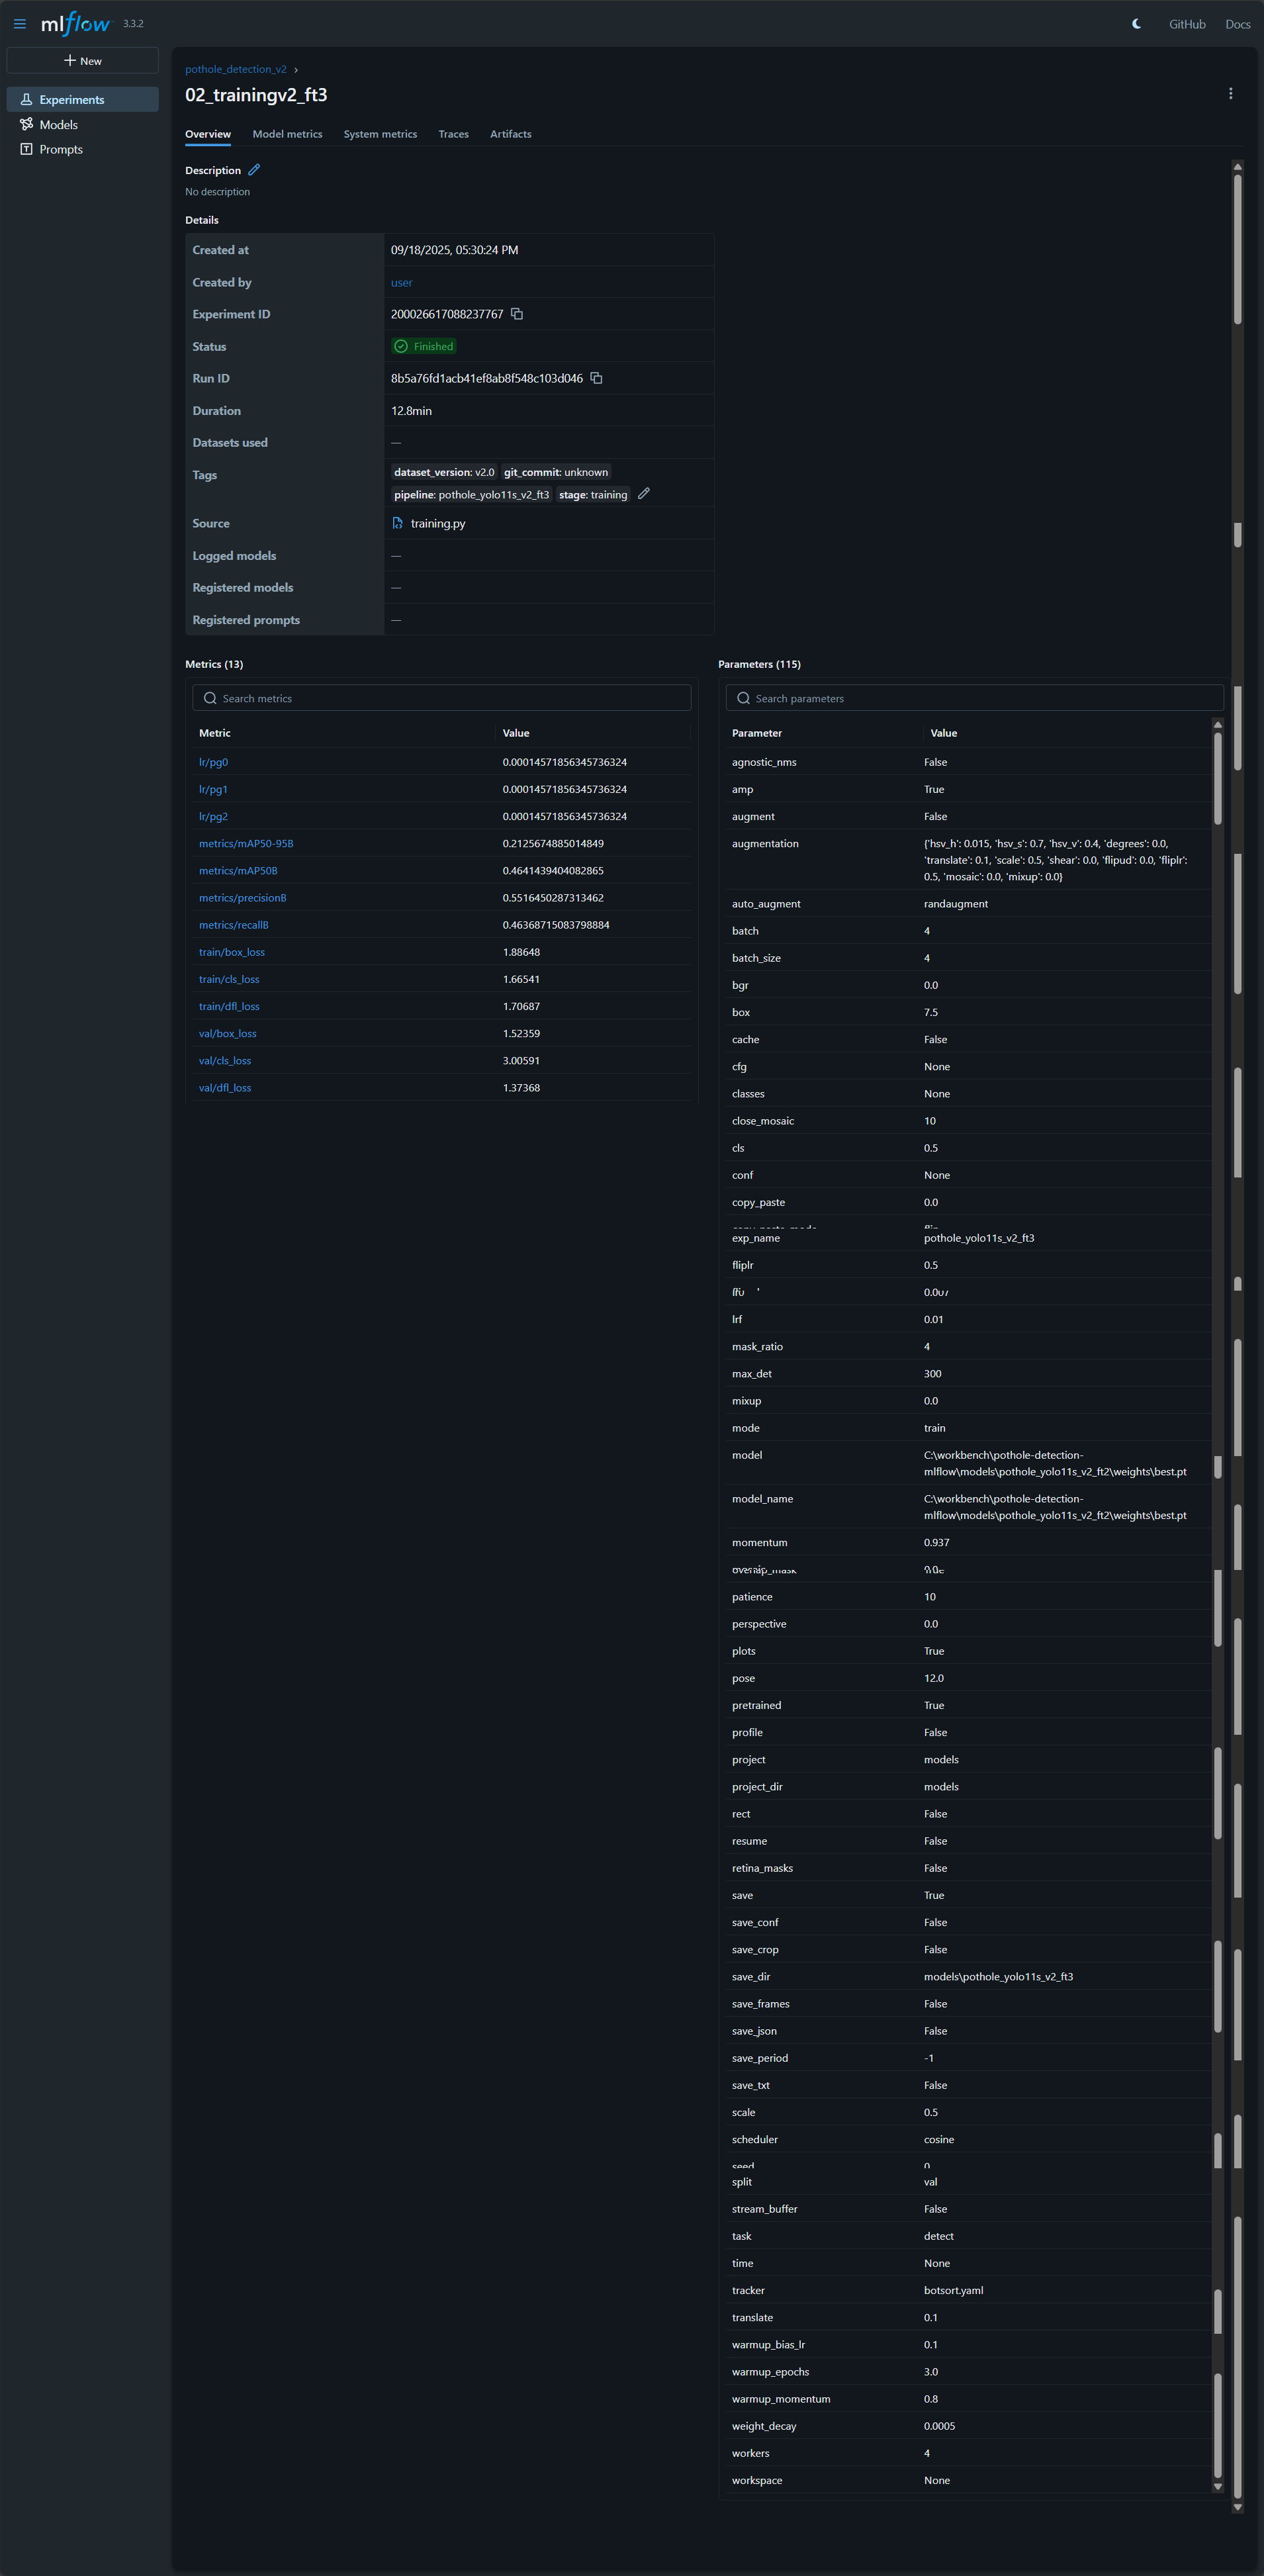 mlflow 3.3.2
GitHub
Docs
New
Experiments
Models
Prompts
pothole_detection_v2 ›
02_trainingv2_ft3
Overview
Model metrics
System metrics
Traces
Artifacts
Description
No description
Details
Created at 09/18/2025, 05:30:24 PM
Created by user
Experiment ID 200026617088237767
Status Finished
Run ID 8b5a76fd1acb41ef8ab8f548c103d046
Duration 12.8min
Datasets used —
Tags dataset_version: v2.0 git_commit: unknown
pipeline: pothole_yolo11s_v2_ft3 stage: training
Source training.py
Logged models —
Registered models —
Registered prompts —
Metrics (13)
Search metrics
Metric Value
lr/pg0 0.00014571856345736324
lr/pg1 0.00014571856345736324
lr/pg2 0.00014571856345736324
metrics/mAP50-95B 0.2125674885014849
metrics/mAP50B 0.4641439404082865
metrics/precisionB 0.5516450287313462
metrics/recallB 0.46368715083798884
train/box_loss 1.88648
train/cls_loss 1.66541
train/dfl_loss 1.70687
val/box_loss 1.52359
val/cls_loss 3.00591
val/dfl_loss 1.37368
Parameters (115)
Search parameters
Parameter Value
agnostic_nms False
amp True
augment False
augmentation {'hsv_h': 0.015, 'hsv_s': 0.7, 'hsv_v': 0.4, 'degrees': 0.0,
'translate': 0.1, 'scale': 0.5, 'shear': 0.0, 'flipud': 0.0, 'fliplr':
0.5, 'mosaic': 0.0, 'mixup': 0.0}
auto_augment randaugment
batch 4
batch_size 4
bgr 0.0
box 7.5
cache False
cfg None
classes None
close_mosaic 10
cls 0.5
conf None
copy_paste 0.0
exp_name pothole_yolo11s_v2_ft3
fliplr 0.5
lrf 0.01
mask_ratio 4
max_det 300
mixup 0.0
mode train
model C:\workbench\pothole-detection-
mlflow\models\pothole_yolo11s_v2_ft2\weights\best.pt
model_name C:\workbench\pothole-detection-
mlflow\models\pothole_yolo11s_v2_ft2\weights\best.pt
momentum 0.937
patience 10
perspective 0.0
plots True
pose 12.0
pretrained True
profile False
project models
project_dir models
rect False
resume False
retina_masks False
save True
save_conf False
save_crop False
save_dir models\pothole_yolo11s_v2_ft3
save_frames False
save_json False
save_period -1
save_txt False
scale 0.5
scheduler cosine
seed 0
split val
stream_buffer False
task detect
time None
tracker botsort.yaml
translate 0.1
warmup_bias_lr 0.1
warmup_epochs 3.0
warmup_momentum 0.8
weight_decay 0.0005
workers 4
workspace None